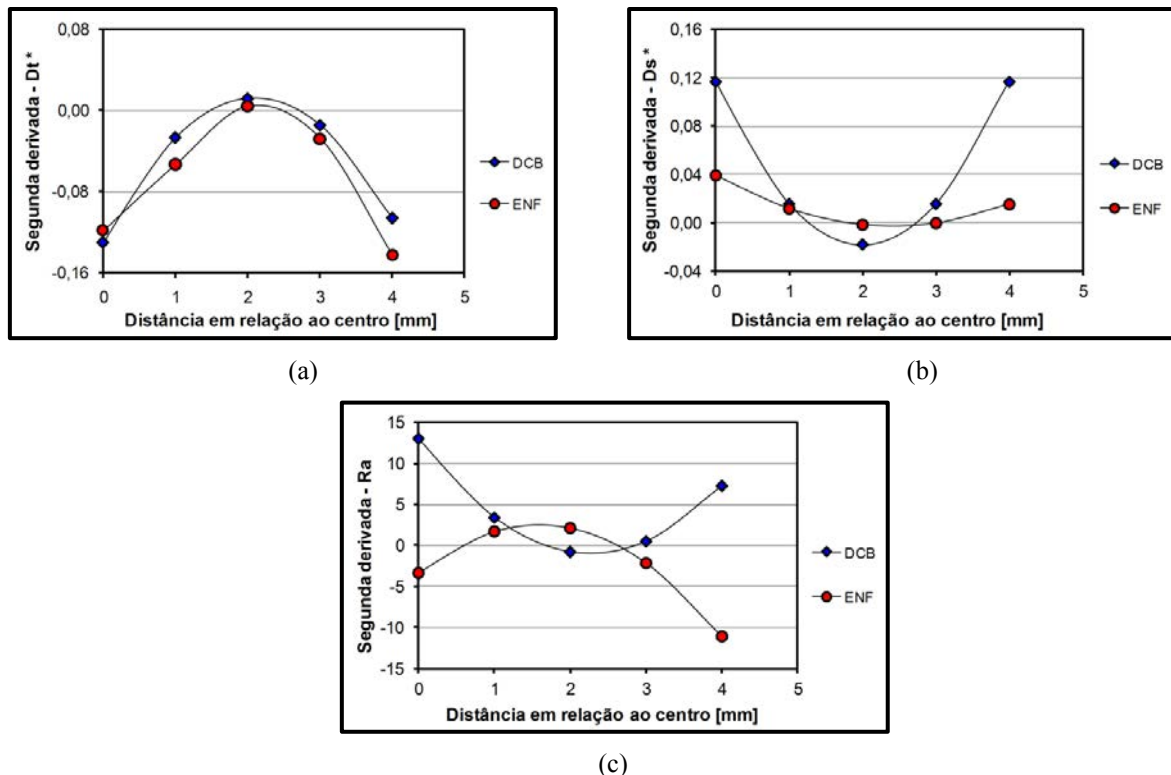 0,08
0,00
-0,08
-0,16
Segunda derivada - Dt *
0 1 2 3 4 5
Distância em relação ao centro [mm]
DCB
ENF
(a)
0,16
0,12
0,08
0,04
0,00
-0,04
Segunda derivada - Ds *
0 1 2 3 4 5
Distância em relação ao centro [mm]
DCB
ENF
(b)
15
10
5
0
-5
-10
-15
Segunda derivada - Ra
0 1 2 3 4 5
Distância em relação ao centro [mm]
DCB
ENF
(c)